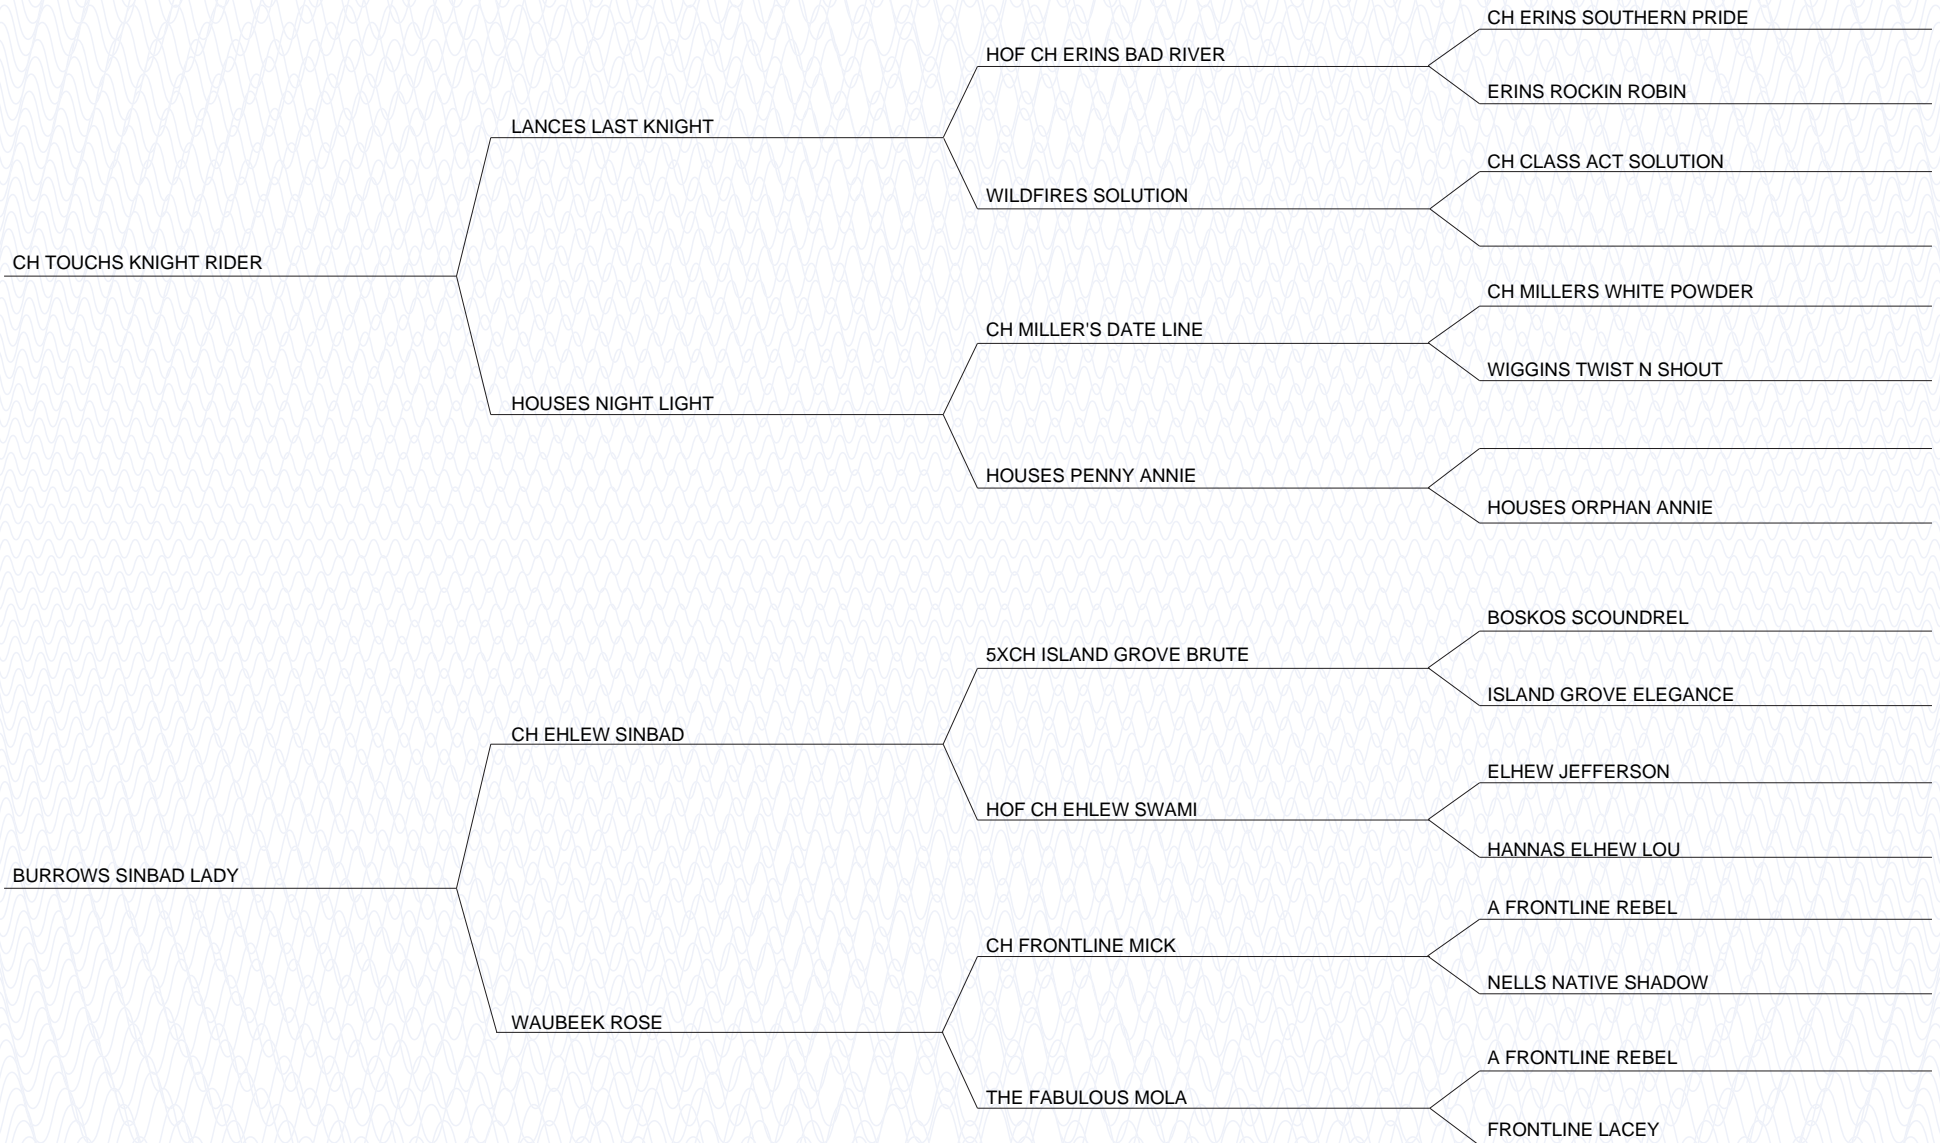 CH ERINS SOUTHERN PRIDE
HOF CH ERINS BAD RIVER
ERINS ROCKIN ROBIN
LANCES LAST KNIGHT
CH CLASS ACT SOLUTION
WILDFIRES SOLUTION
CH TOUCHS KNIGHT RIDER
CH MILLERS WHITE POWDER
CH MILLER'S DATE LINE
WIGGINS TWIST N SHOUT
HOUSES NIGHT LIGHT
HOUSES PENNY ANNIE
HOUSES ORPHAN ANNIE
BOSKOS SCOUNDREL
5XCH ISLAND GROVE BRUTE
ISLAND GROVE ELEGANCE
CH EHLEW SINBAD
ELHEW JEFFERSON
HOF CH EHLEW SWAMI
HANNAS ELHEW LOU
BURROWS SINBAD LADY
A FRONTLINE REBEL
CH FRONTLINE MICK
NELLS NATIVE SHADOW
WAUBEEK ROSE
A FRONTLINE REBEL
THE FABULOUS MOLA
FRONTLINE LACEY